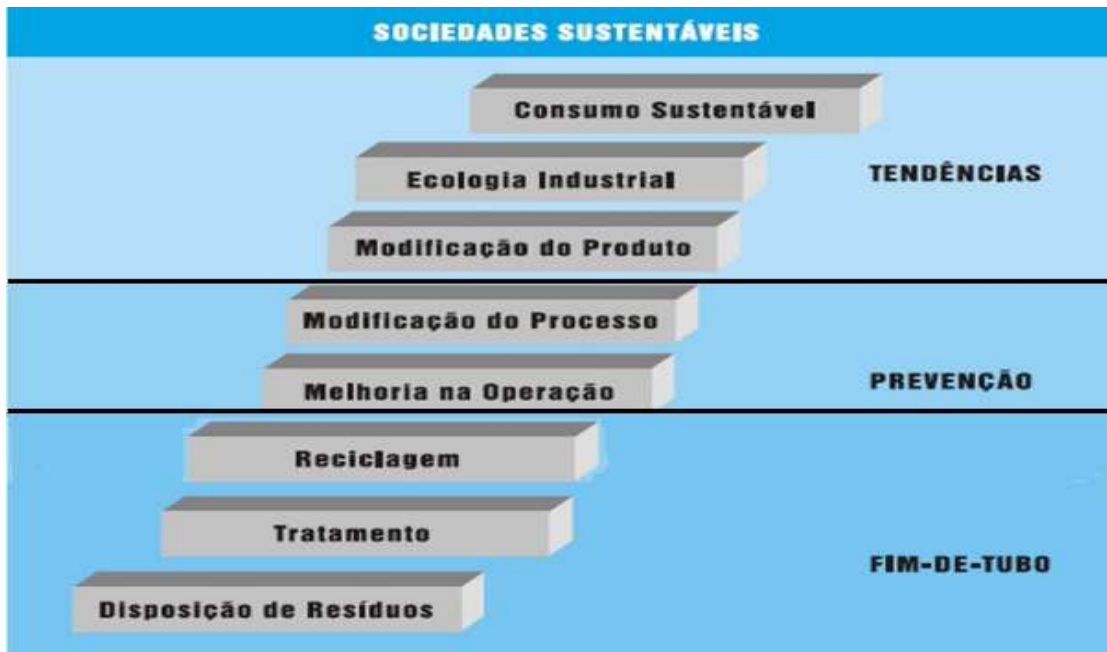 SOCIEDADES SUSTENTÁVEIS
Consumo Sustentável
Ecologia Industrial
TENDÊNCIAS
Modificação do Produto
Modificação do Processo
Melhoria na Operação
PREVENÇÃO
Reciclagem
Tratamento
FIM-DE-TUBO
Disposição de Resíduos